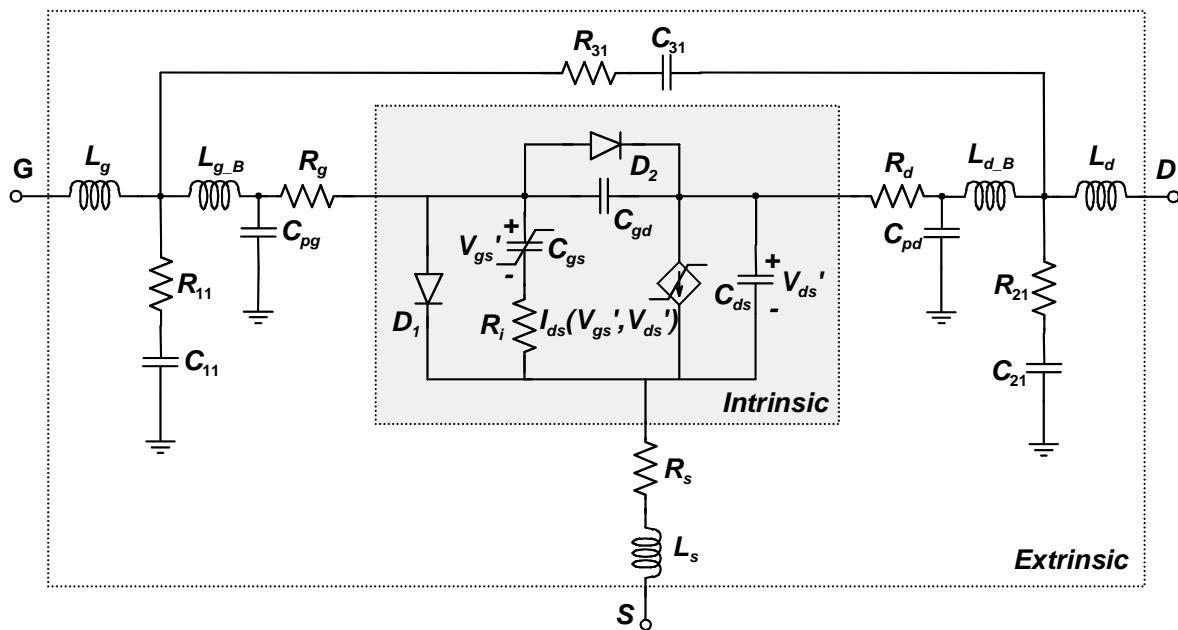 R31
C31
G
Lg
Lg_B
Rg
D2
Rd
Ld_B
Ld
D
Cpg
Cgd
Cpd
Vgs'
+
-
Cgs
+
Vds'
-
Cds
R11
D1
Ri
Ids(Vgs',Vds')
R21
C11
C21
Intrinsic
Rs
Ls
Extrinsic
S